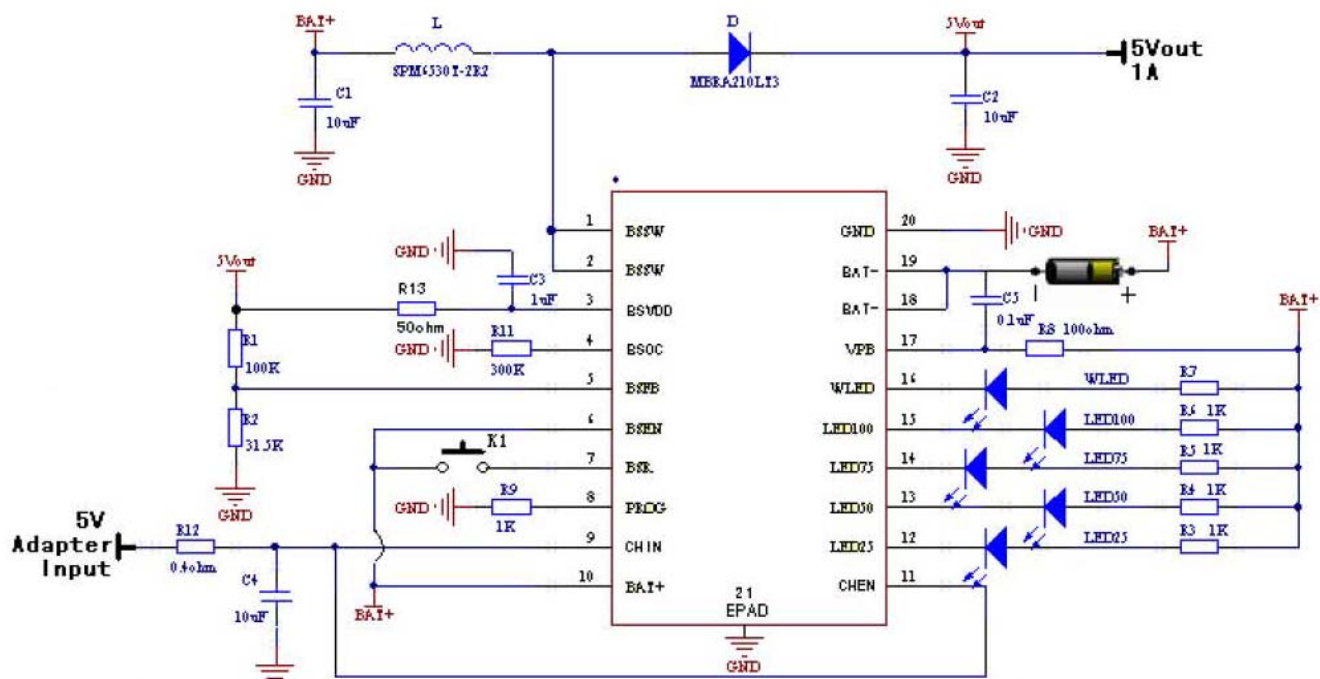 BAT+
L
D
5Vout
5Vout
1A
SPM6530T-2R2
MBRA210LT3
C1
10uF
C2
10uF
GND
GND
1
BSSW
GND
20
GND
BAT+
2
BSSW
BAT-
19
GND
C3
1uF
5Vout
R13
50ohm
3
BSVDD
BAT-
18
C5
0.1uF
BAT+
R1
100K
GND
R11
300K
4
BSOC
VPB
17
R8 100ohm
5
BSFB
WLED
16
WLED
R7
R2
31.5K
6
BSEN
LED100
15
LED100
R6 1K
K1
7
BSR
LED75
14
LED75
R5 1K
GND
GND
R9
1K
8
PROG
LED50
13
LED50
R4 1K
5V
Adapter
Input
R12
0.4ohm
9
CHIN
LED25
12
LED25
R3 1K
C4
10uF
10
BAT+
CHEN
11
BAT+
21
EPAD
GND